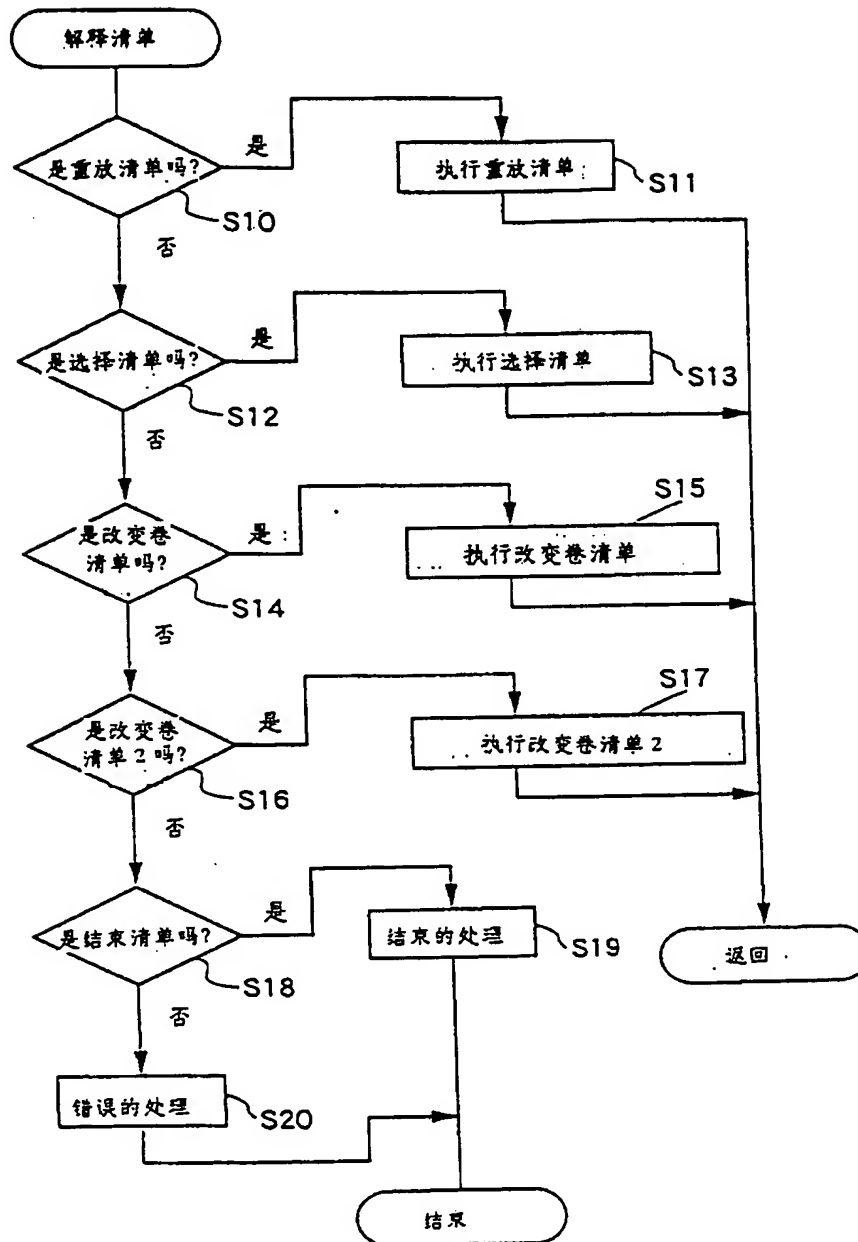 解释清单
是重放清单吗?
是
执行重放清单
S11
S10
否
是选择清单吗?
是
执行选择清单
S13
S12
否
S15
是改变卷
清单吗?
是
执行改变卷清单
S14
否
S17
是改变卷
清单2吗?
是
执行改变卷清单2
S16
否
是结束清单吗?
是
结束的处理
S19
返回
S18
否
错误的处理
S20
结束